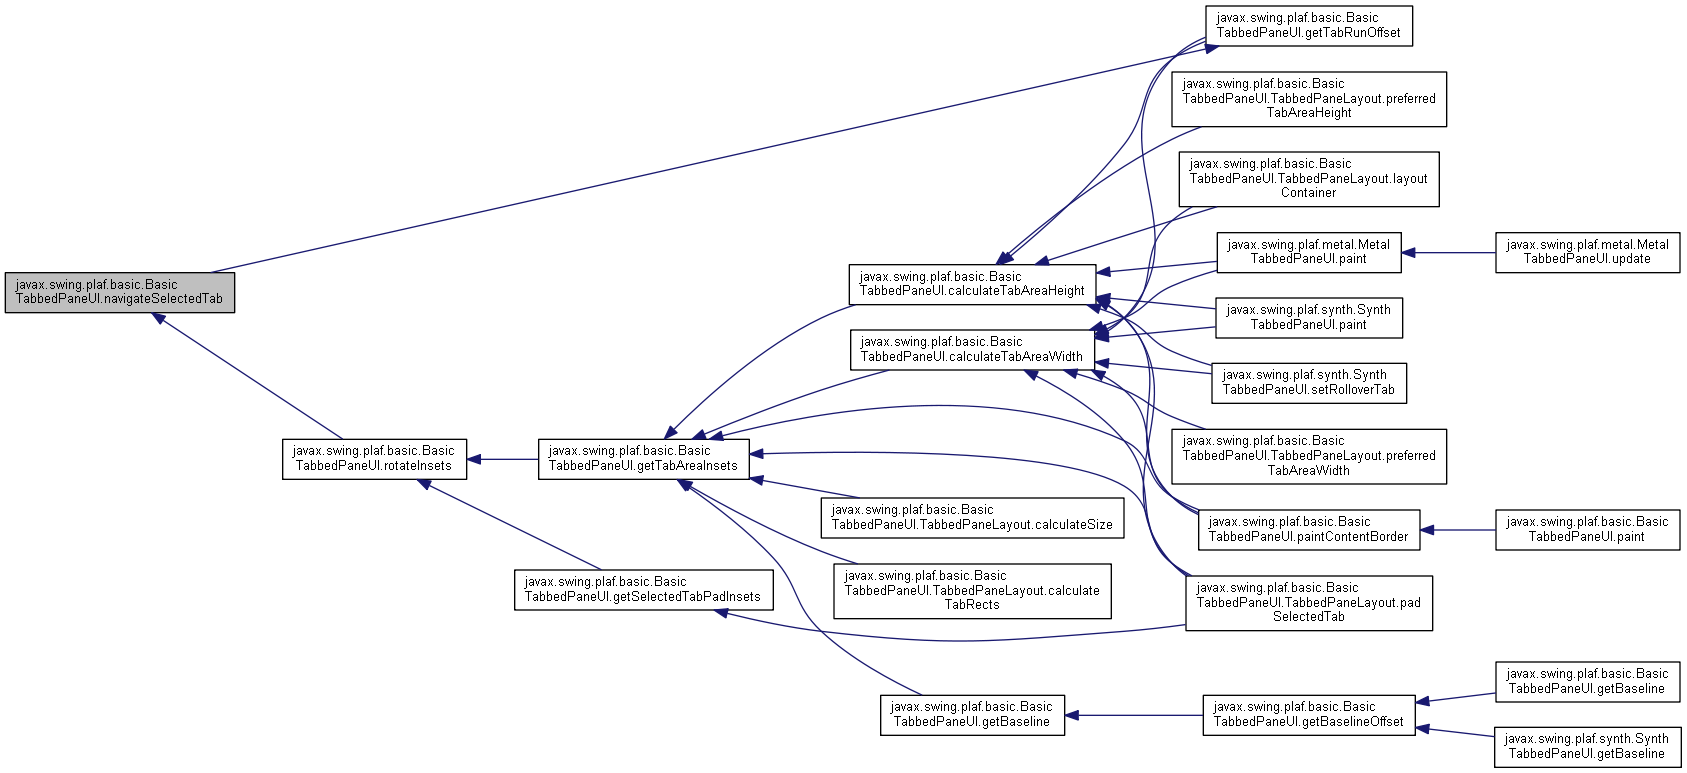 javax.swing.plaf.basic.Basic
TabbedPaneUI.navigateSelectedTab
javax.swing.plaf.basic.Basic
TabbedPaneUI.rotateInsets
javax.swing.plaf.basic.Basic
TabbedPaneUI.getTabAreaInsets
javax.swing.plaf.basic.Basic
TabbedPaneUI.getSelectedTabPadInsets
javax.swing.plaf.basic.Basic
TabbedPaneUI.calculateTabAreaHeight
javax.swing.plaf.basic.Basic
TabbedPaneUI.calculateTabAreaWidth
javax.swing.plaf.basic.Basic
TabbedPaneUI.TabbedPaneLayout.calculateSize
javax.swing.plaf.basic.Basic
TabbedPaneUI.TabbedPaneLayout.calculate
TabRects
javax.swing.plaf.basic.Basic
TabbedPaneUI.getBaseline
javax.swing.plaf.basic.Basic
TabbedPaneUI.getTabRunOffset
javax.swing.plaf.basic.Basic
TabbedPaneUI.TabbedPaneLayout.preferred
TabAreaHeight
javax.swing.plaf.basic.Basic
TabbedPaneUI.TabbedPaneLayout.layout
Container
javax.swing.plaf.metal.Metal
TabbedPaneUI.paint
javax.swing.plaf.synth.Synth
TabbedPaneUI.paint
javax.swing.plaf.synth.Synth
TabbedPaneUI.setRolloverTab
javax.swing.plaf.basic.Basic
TabbedPaneUI.TabbedPaneLayout.preferred
TabAreaWidth
javax.swing.plaf.basic.Basic
TabbedPaneUI.paintContentBorder
javax.swing.plaf.basic.Basic
TabbedPaneUI.TabbedPaneLayout.pad
SelectedTab
javax.swing.plaf.basic.Basic
TabbedPaneUI.getBaselineOffset
javax.swing.plaf.metal.Metal
TabbedPaneUI.update
javax.swing.plaf.basic.Basic
TabbedPaneUI.paint
javax.swing.plaf.basic.Basic
TabbedPaneUI.getBaseline
javax.swing.plaf.synth.Synth
TabbedPaneUI.getBaseline